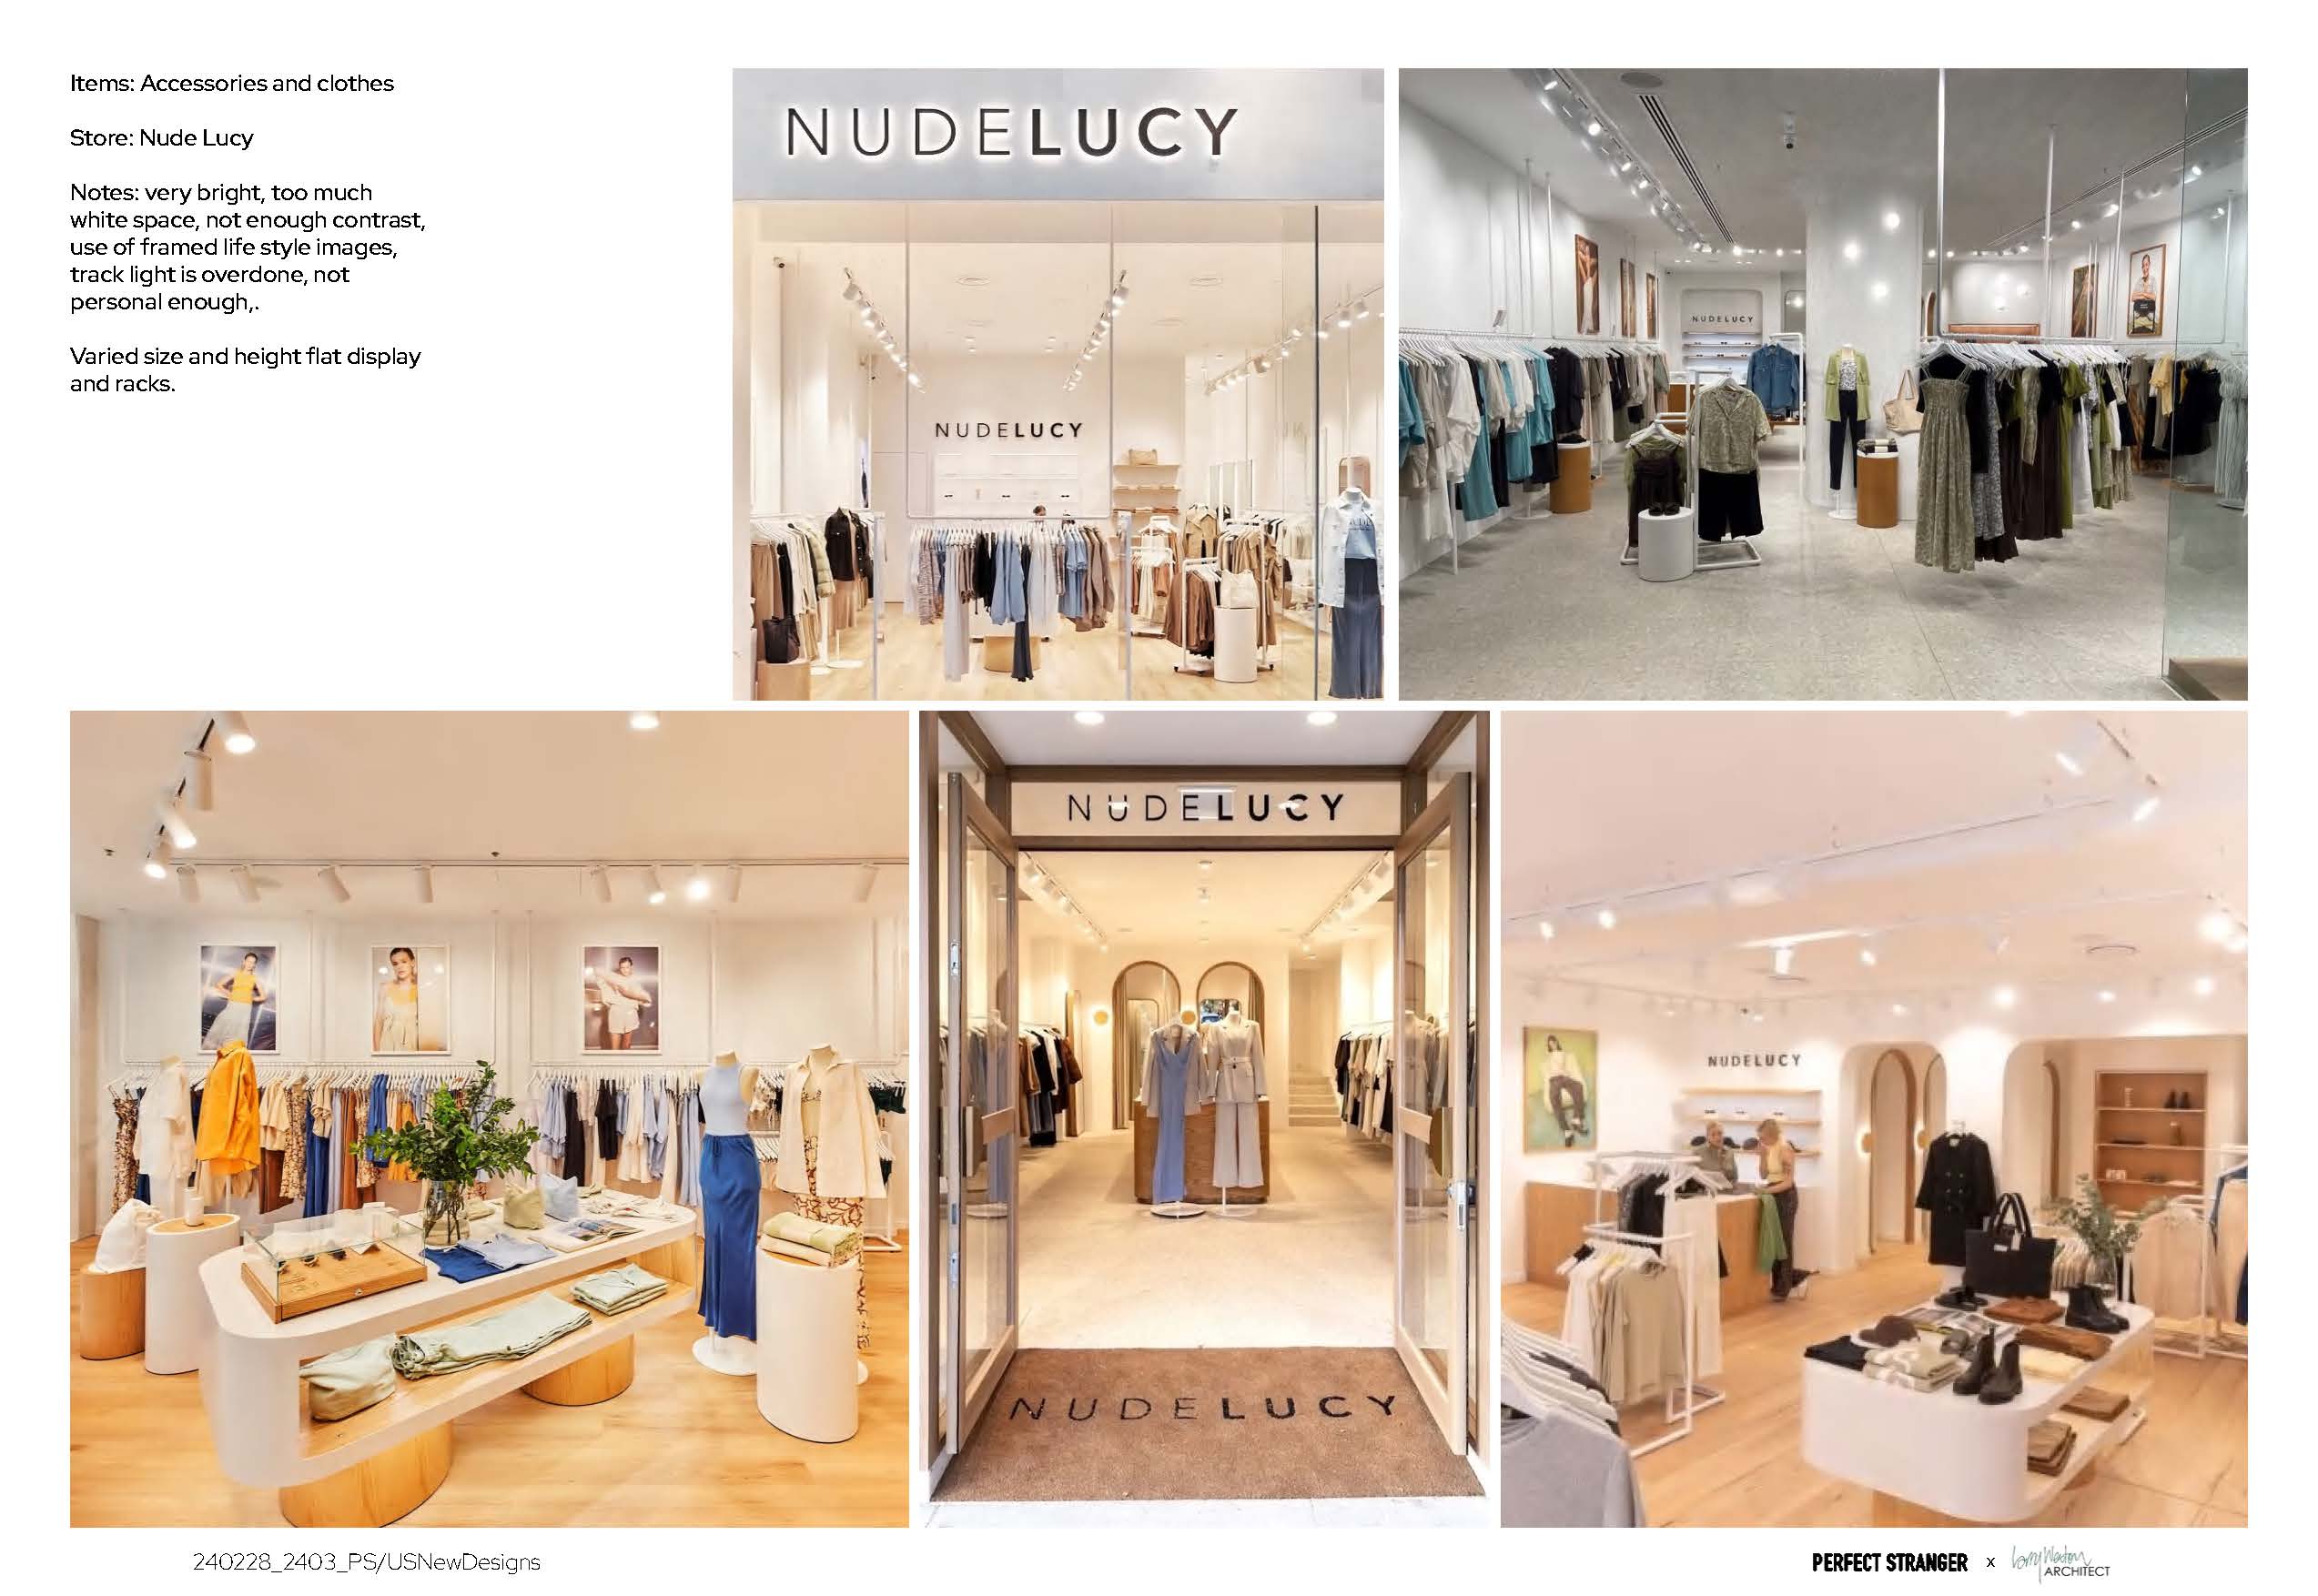 Items: Accessories and clothes
Store: Nude Lucy
Notes: very bright, too much
white space, not enough contrast,
use of framed life style images,
track light is overdone, not
personal enough,.
Varied size and height flat display
and racks.
NUDELUCY
NUDELUCY
NUDELUCY
NUDELUCY
NUDELUCY
NUDELUCY
240228_2403_PS/USNewDesigns
PERFECT STRANGER x
ARCHITECT